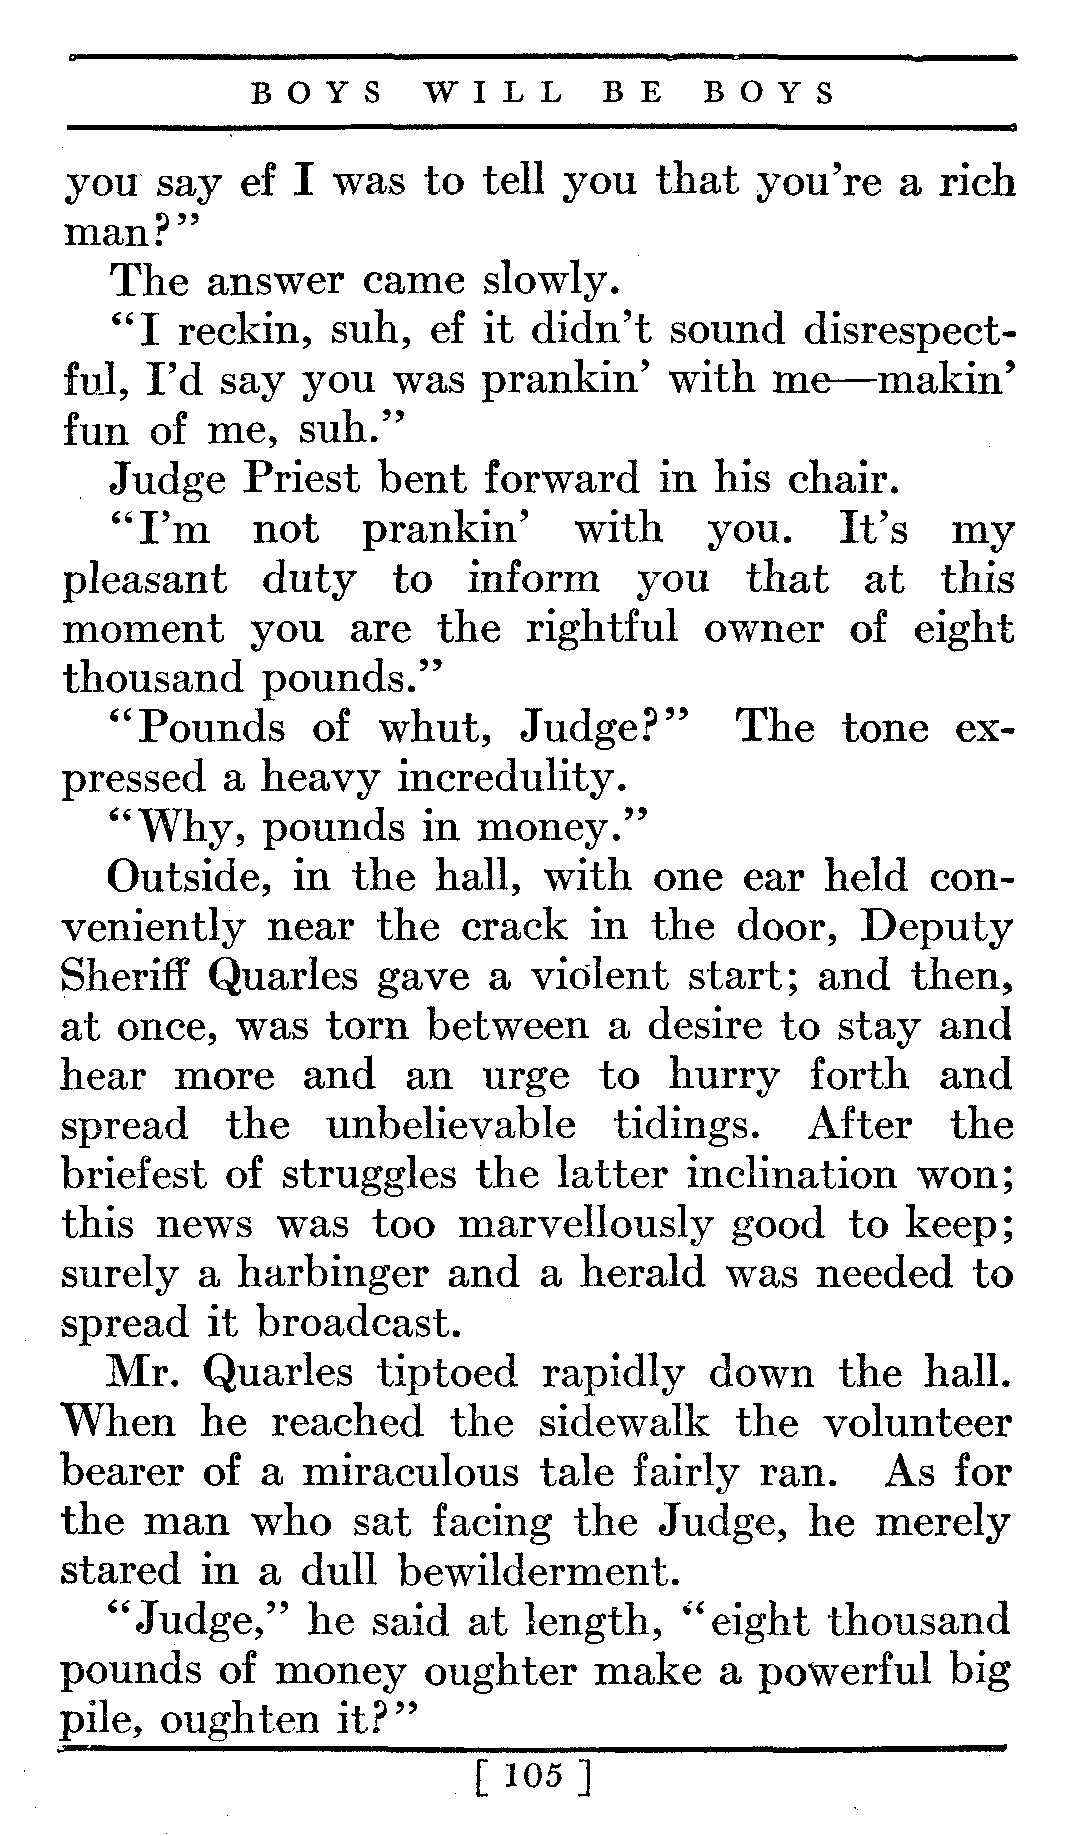 BOYS WILL BE BOYS
you say ef I was to tell you that you're a rich
man?"
The answer came slowly.
"I reckin, suh, ef it didn't sound disrespect-
ful, I'd say you was prankin' with me—makin'
fun of me, suh."
Judge Priest bent forward in his chair.
"I'm not prankin' with you. It's my
pleasant duty to inform you that at this
moment you are the rightful owner of eight
thousand pounds."
"Pounds of whut, Judge?" The tone ex-
pressed a heavy incredulity.
"Why, pounds in money."
Outside, in the hall, with one ear held con-
veniently near the crack in the door, Deputy
Sheriff Quarles gave a violent start; and then,
at once, was torn between a desire to stay and
hear more and an urge to hurry forth and
spread the unbelievable tidings. After the
briefest of struggles the latter inclination won;
this news was too marvellously good to keep;
surely a harbinger and a herald was needed to
spread it broadcast.
Mr. Quarles tiptoed rapidly down the hall.
When he reached the sidewalk the volunteer
bearer of a miraculous tale fairly ran. As for
the man who sat facing the Judge, he merely
stared in a dull bewilderment.
"Judge," he said at length, "eight thousand
pounds of money oughter make a powerful big
pile, oughten it?"
[ 105 ]